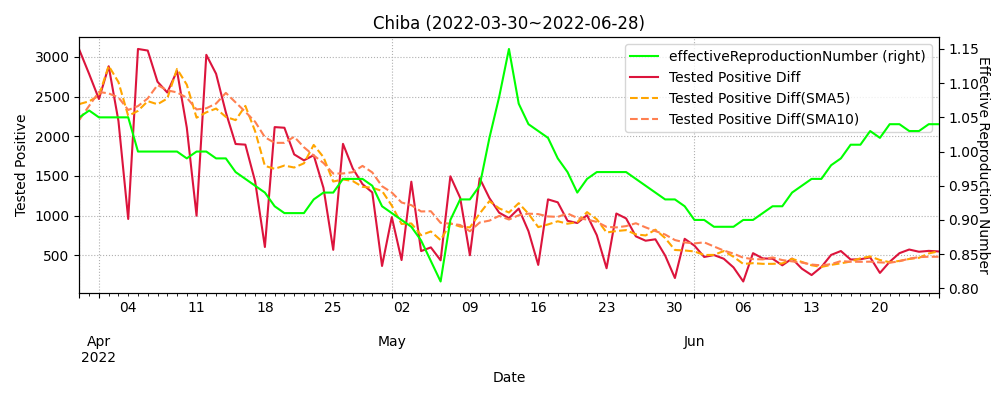 Chiba (2022-03-30~2022-06-28)
effectiveReproductionNumber (right)
Tested Positive Diff
Tested Positive Diff(SMA5)
Tested Positive Diff(SMA10)
Tested Positive
3000
2500
2000
1500
1000
500
1.15
1.10
1.05
1.00
0.95
0.90
0.85
0.80
Effective Reproduction Number
04 11 18 25 02 09 16 23 30 06 13 20
Apr May Jun
2022
Date